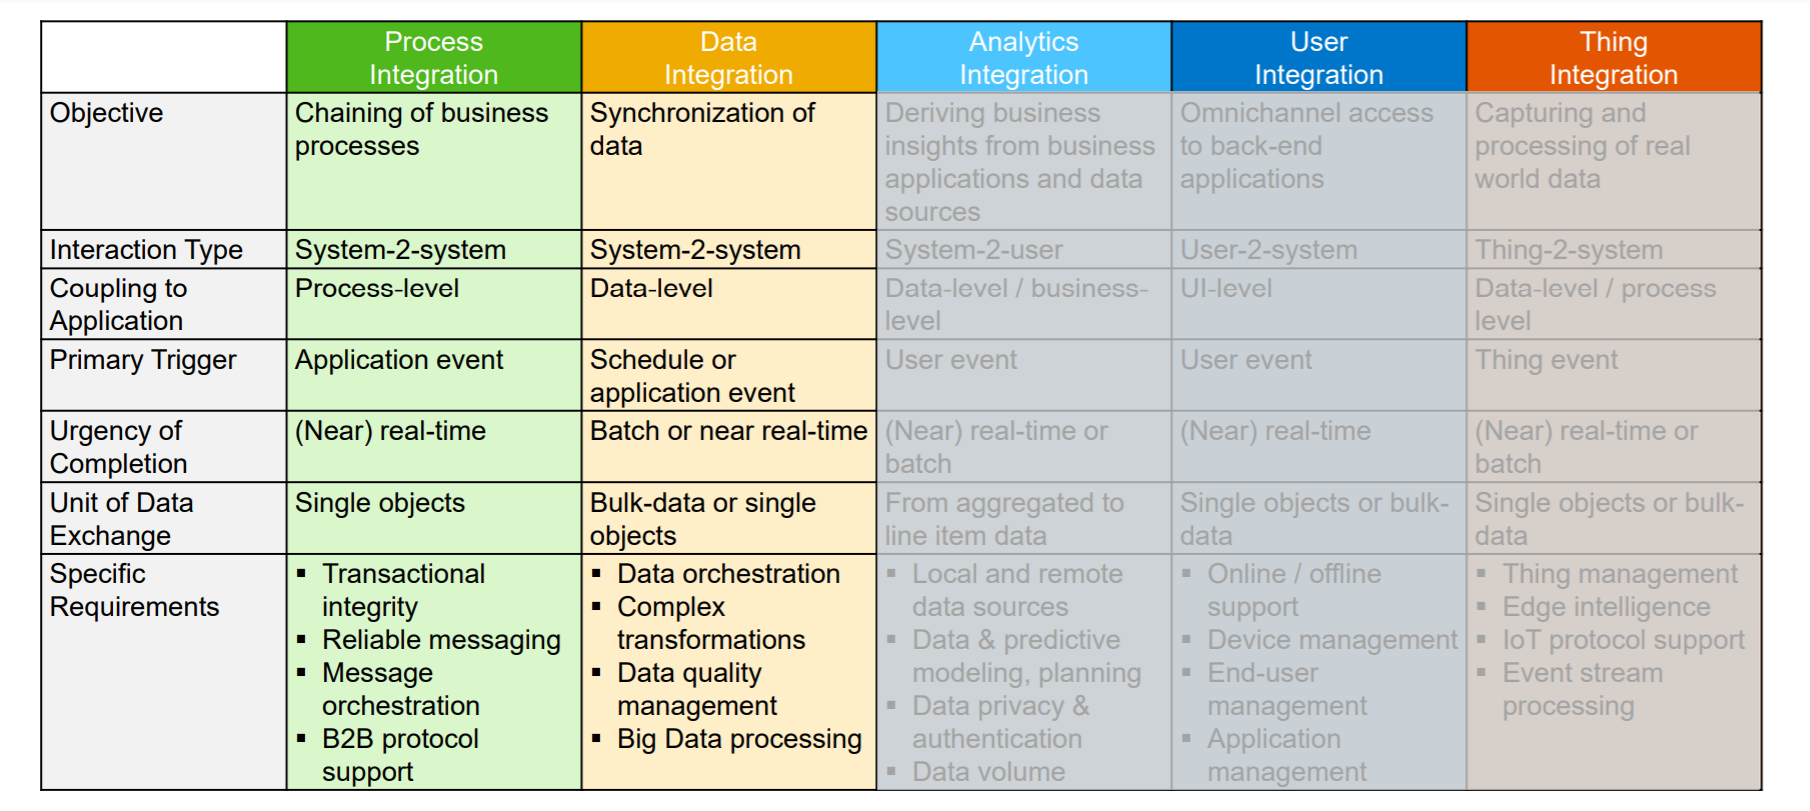 Process
Integration
Data
Integration
Analytics
Integration
User
Integration
Thing
Integration
Objective
Chaining of business
processes
Synchronization of
data
Deriving business
insights from business
applications and data
sources
Omnichannel access
to back-end
applications
Capturing and
processing of real
world data
Interaction Type
System-2-system
System-2-system
System-2-user
User-2-system
Thing-2-system
Coupling to
Application
Process-level
Data-level
Data-level / business-
level
UI-level
Data-level / process
level
Primary Trigger
Application event
Schedule or
application event
User event
User event
Thing event
Urgency of
Completion
(Near) real-time
Batch or near real-time
(Near) real-time or
batch
(Near) real-time
(Near) real-time or
batch
Unit of Data
Exchange
Single objects
Bulk-data or single
objects
From aggregated to
line item data
Single objects or bulk-
data
Single objects or bulk-
data
Specific
Requirements
▪ Transactional
integrity
▪ Reliable messaging
▪ Message
orchestration
▪ B2B protocol
support
▪ Data orchestration
▪ Complex
transformations
▪ Data quality
management
▪ Big Data processing
▪ Local and remote
data sources
▪ Data & predictive
modeling, planning
▪ Data privacy &
authentication
▪ Data volume
▪ Online / offline
support
▪ Device management
▪ End-user
management
▪ Application
management
▪ Thing management
▪ Edge intelligence
▪ IoT protocol support
▪ Event stream
processing